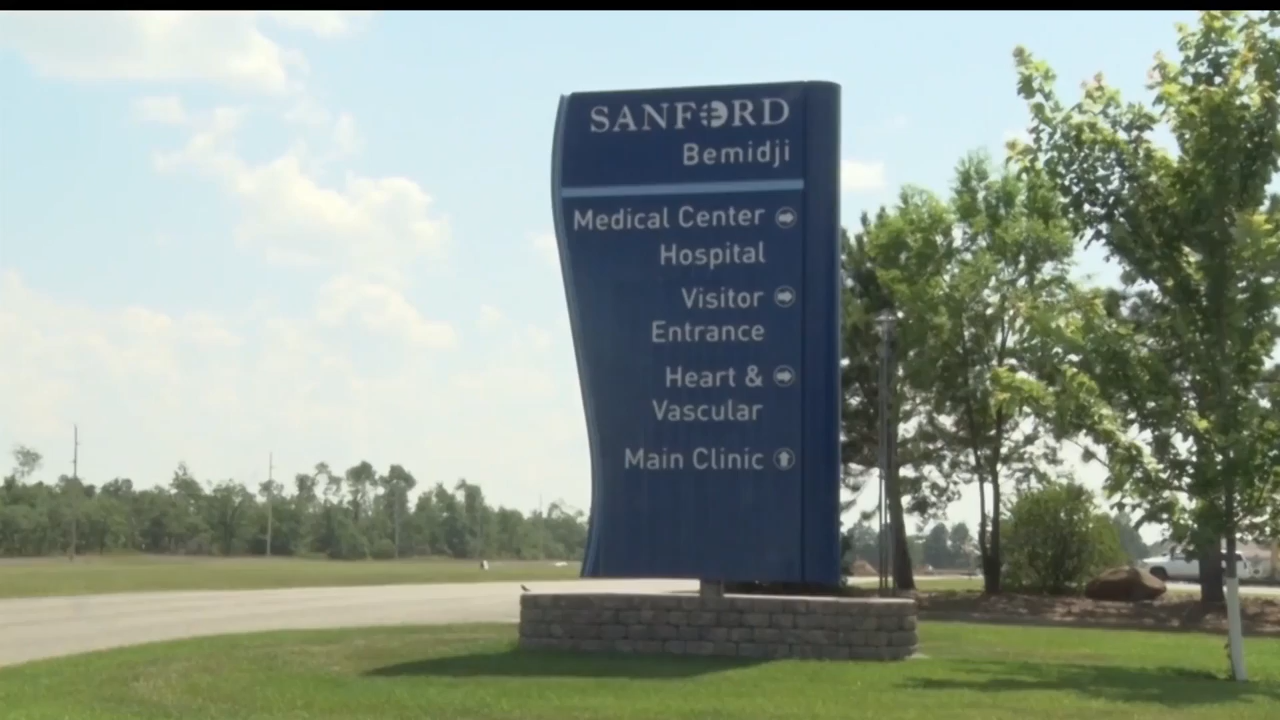 SANFORD
Bemidji
Medical Center
Hospital
Visitor
Entrance
Heart &
Vascular
Main Clinic